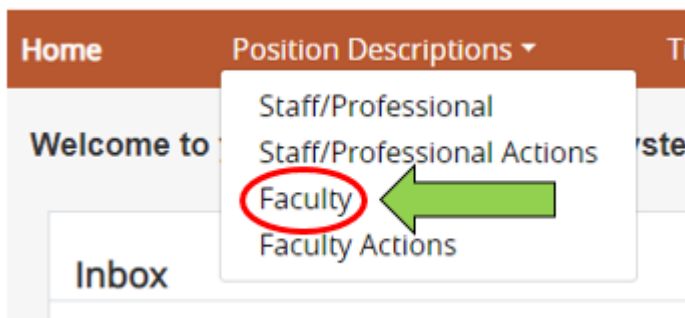 Home Position Descriptions
Staff/Professional
Welcome to
Staff/Professional Actions
Faculty
Faculty Actions
Inbox